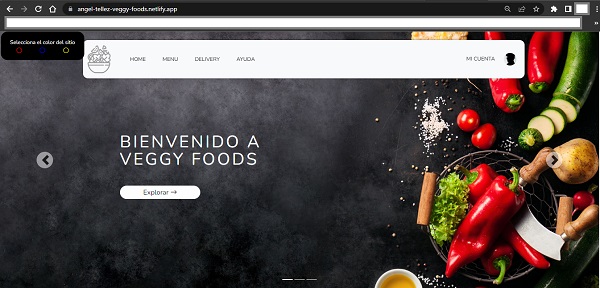 angel-tellez-veggy-foods.netlify.app
»
Selecciona el color del sitio
HOME
MENU
DELIVERY
AYUDA
MI CUENTA
BIENVENIDO A
VEGGY FOODS
Explorar →